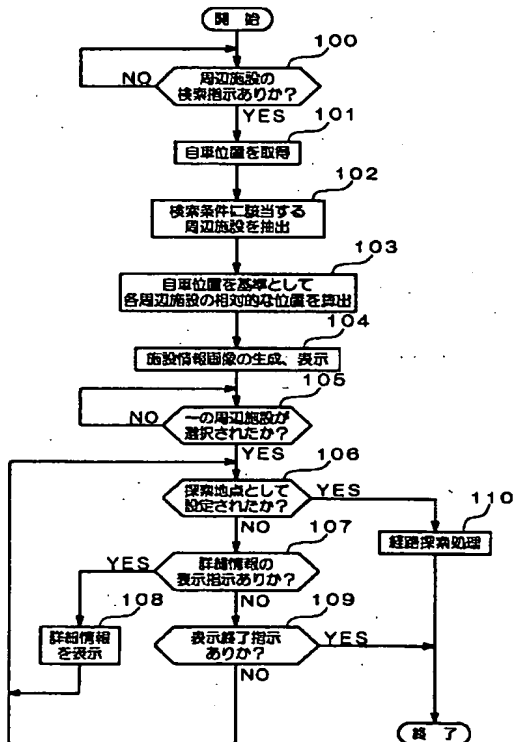 開始
100
周辺施設の
検索指示ありか?
NO
YES
101
自車位置を取得
102
検索条件に該当する
周辺施設を抽出
103
自車位置を基準として
各周辺施設の相対的な位置を算出
104
施設情報画像の生成、表示
105
一の周辺施設が
選択されたか?
NO
YES
106
探索地点として
設定されたか?
YES
NO
110
経路探索処理
107
詳細情報の
表示指示ありか?
YES
NO
108
詳細情報
を表示
109
表示終了指示
ありか?
YES
NO
終了